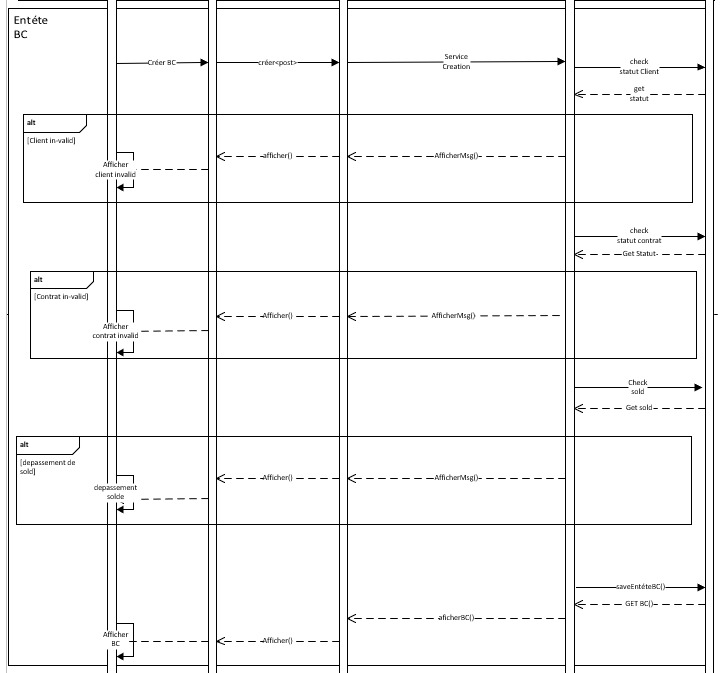 Entéte
BC
Créer BC
créer<post>
Service
Creation
check
statut Client
get
statut
alt
[Client in-valid]
Afficher
client invalid
afficher()
AfficherMsg()
check
statut contrat
Get Statut
alt
[Contrat in-valid]
Afficher
contrat invalid
Afficher()
AfficherMsg()
Check
sold
Get sold
alt
[depassement de
sold]
depassement
solde
Afficher()
AfficherMsg()
saveEntéteBC()
GET BC()
aficherBC()
Afficher
BC
Afficher()